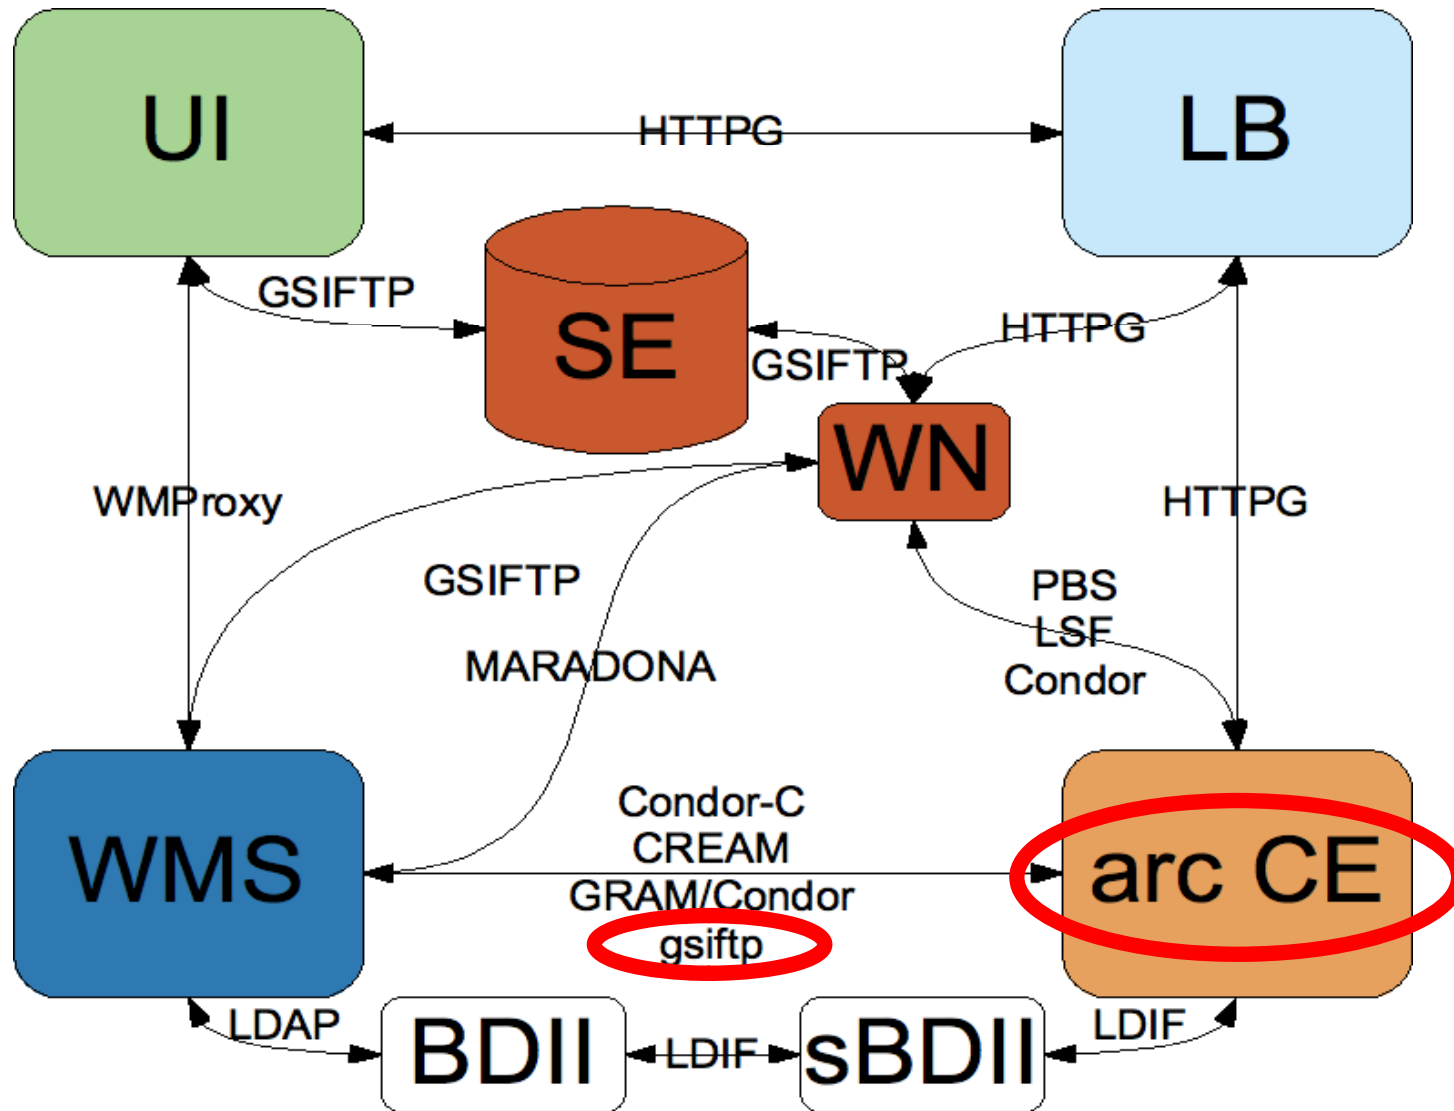 UI
HTTPG
LB
GSIFTP
SE
GSIFTP
HTTPG
WN
WMProxy
HTTPG
GSIFTP
PBS
LSF
Condor
MARADONA
WMS
Condor-C
CREAM
GRAM/Condor
gsiftp
arc CE
LDAP
BDII
LDIF
sBDII
LDIF